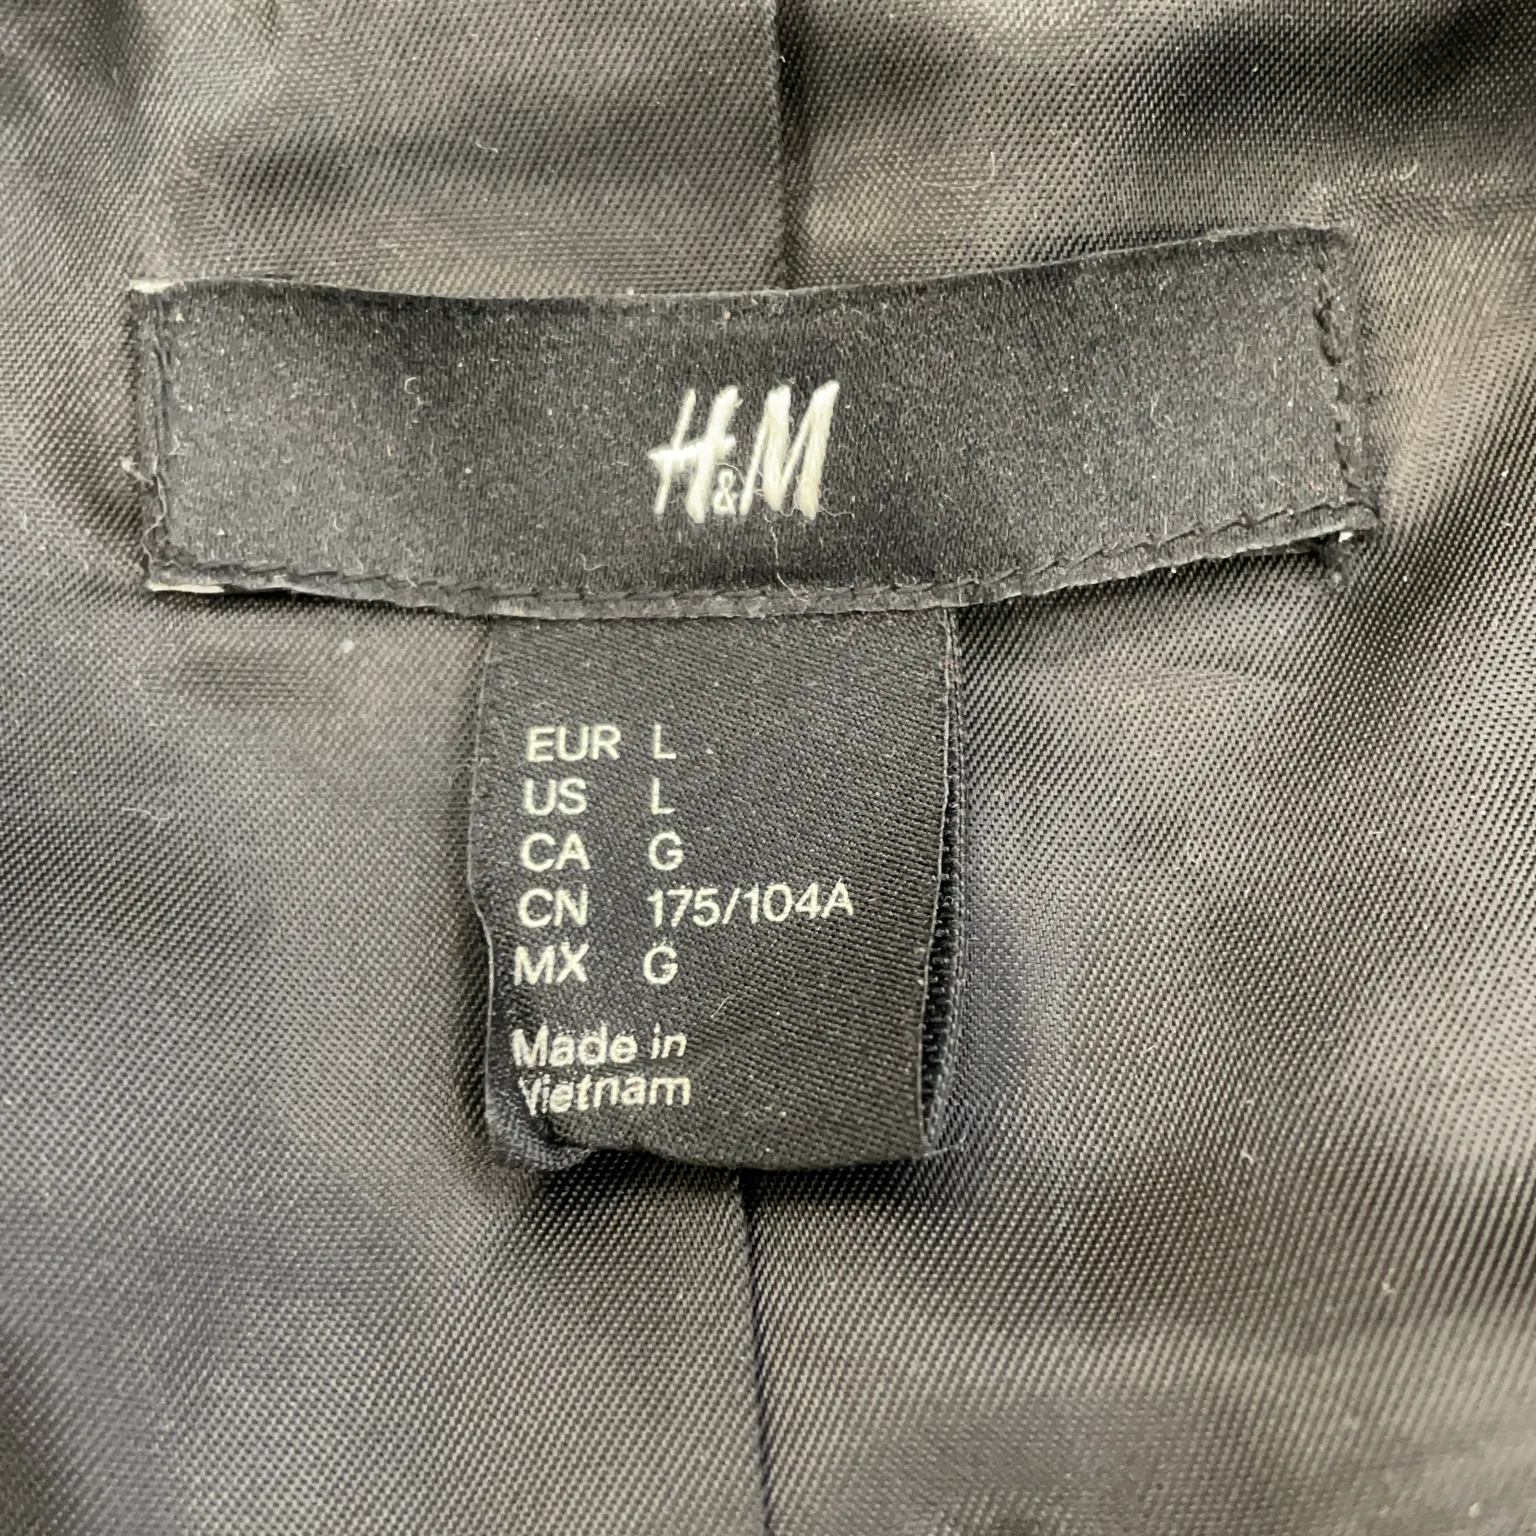 H&M
EUR L
US L
CA G
CN 175/104A
MX G
Made in
Vietnam